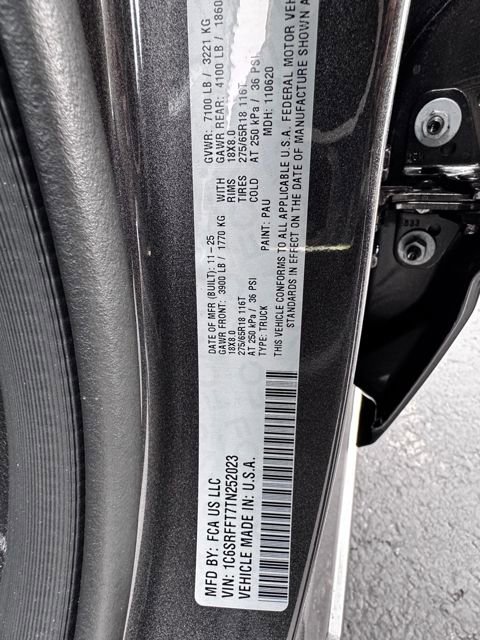 MFD BY: FCA US LLC
DATE OF MFR (BUILT): 11-25
GVWR: 7100 LB / 3221 KG
GAWR FRONT: 3900 LB / 1770 KG
WITH
GAWR REAR: 4100 LB / 1860
18X8.0
RIMS
18X8.0
275/65R18 116T
TIRES
275/65R18 116T
AT 250 kPa / 36 PSI
COLD
AT 250 kPa / 36 PSI
VIN: 1C6SRFFT7TN252023
TYPE: TRUCK
PAINT: PAU
MDH: 110620
VEHICLE MADE IN: U.S.A.
THIS VEHICLE CONFORMS TO ALL APPLICABLE U.S.A. FEDERAL MOTOR
STANDARDS IN EFFECT ON THE DATE OF MANUFACTURE SHOWN